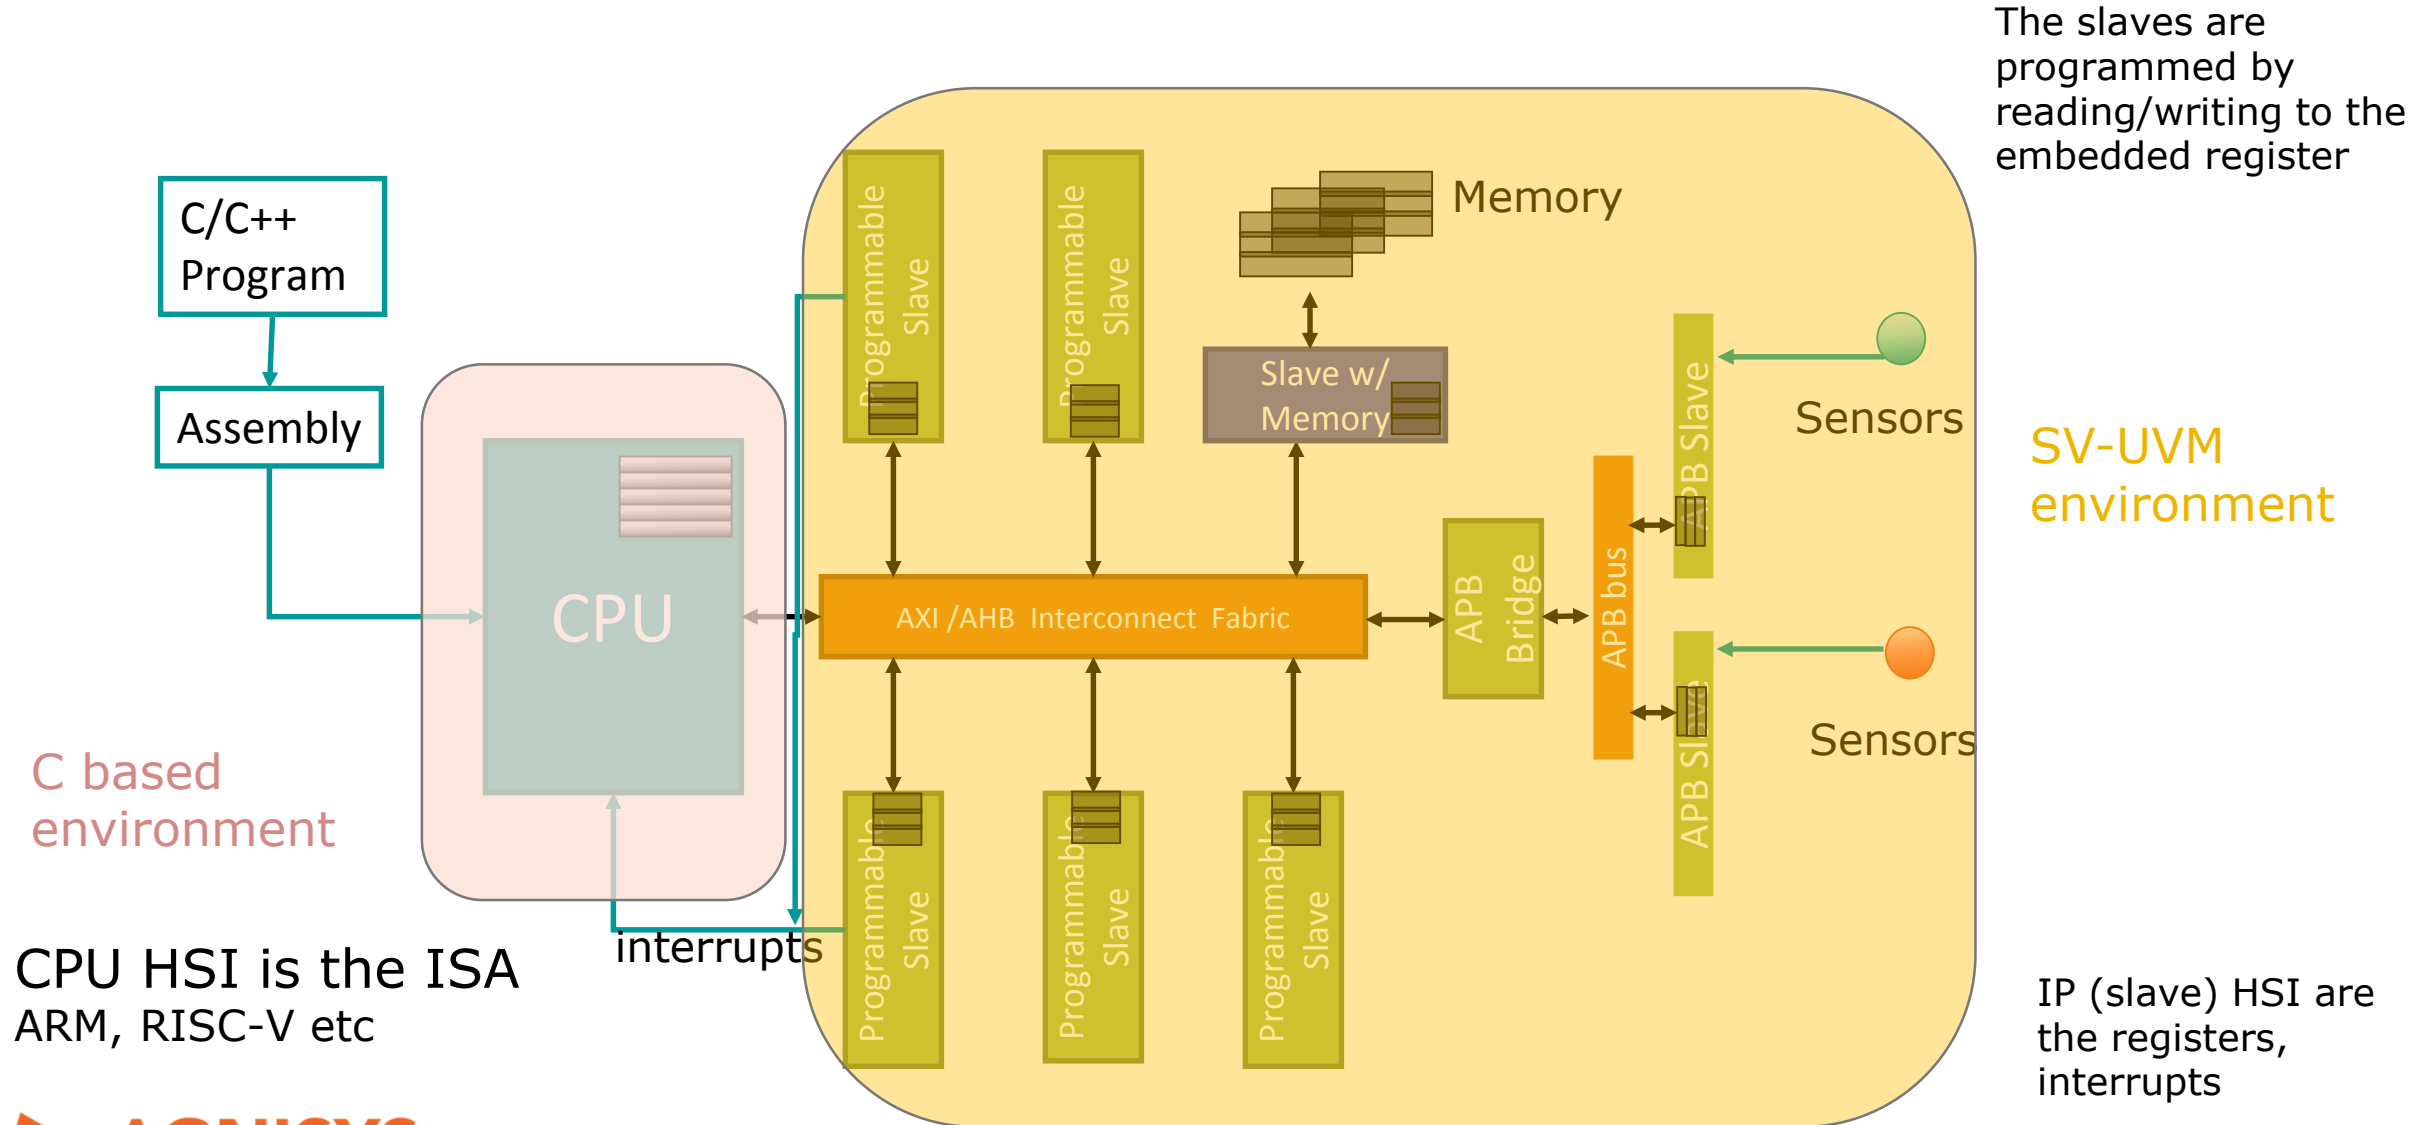 The slaves are
programmed by
reading/writing to the
embedded register
C/C++
Program
Assembly
CPU
C based
environment
CPU HSI is the ISA
ARM, RISC-V etc
interrupts
Programmable
Slave
Programmable
Slave
Memory
Slave w/
Memory
AXI /AHB Interconnect Fabric
APB
Bridge
APB bus
APB Slave
APB Slave
Sensors
Sensors
Programmable
Slave
Programmable
Slave
Programmable
Slave
SV-UVM
environment
IP (slave) HSI are
the registers,
interrupts
AGNISYS